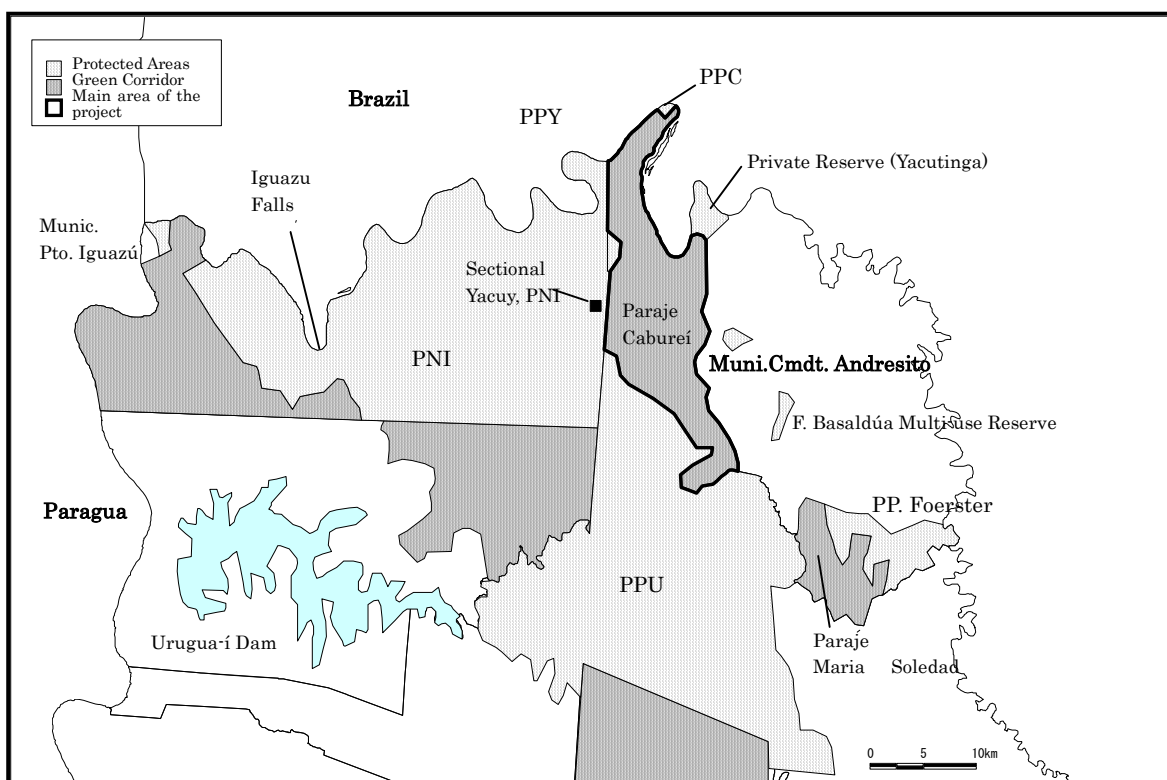 Protected Areas
Green Corridor
Main area of the
project
Brazil
PPC
PPY
Private Reserve (Yacutinga)
Iguazu
Falls
Munic.
Pto. Iguazú
Sectional
Yacuy, PNI
Paraje
Cabureí
PNI
Muni.Cmdt. Andresito
F. Basaldúa Multi-use Reserve
Paragua
PP. Foerster
PPU
Urugua-í Dam
Paraje
Maria Soledad
0 5 10km